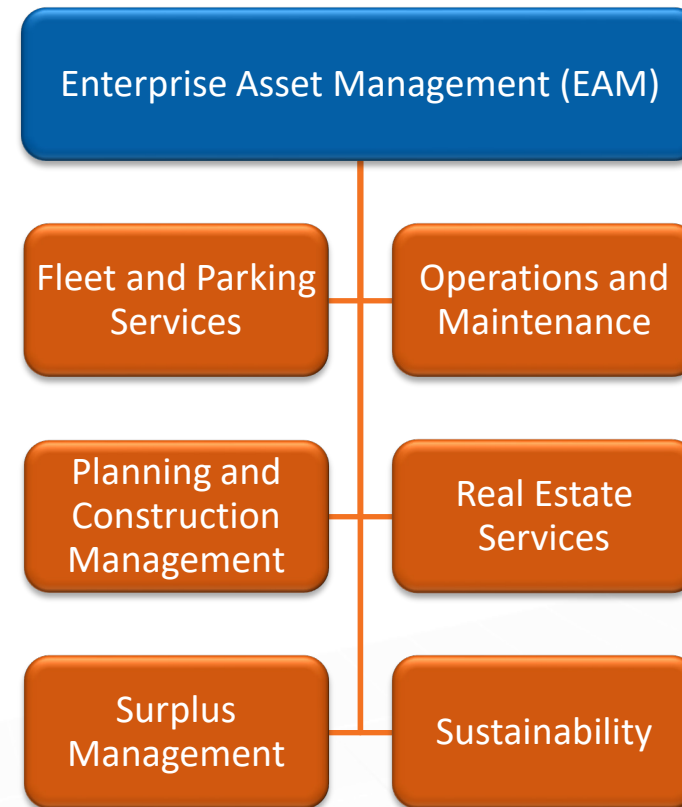 Enterprise Asset Management (EAM)
Fleet and Parking
Services
Operations and
Maintenance
Planning and
Construction
Management
Real Estate
Services
Surplus
Management
Sustainability